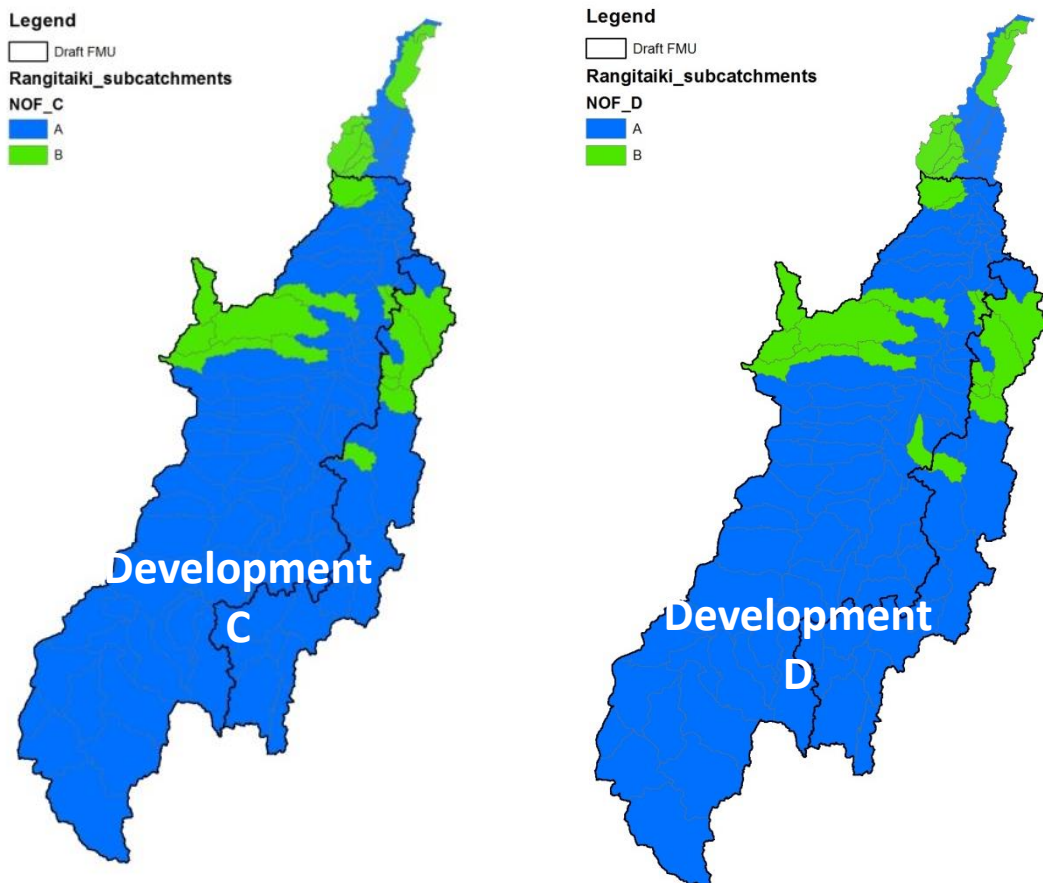 Legend
Draft FMU
Rangitaiki_subcatchments
NOF_C
A
B
Development
C
Legend
Draft FMU
Rangitaiki_subcatchments
NOF_D
A
B
Development
D